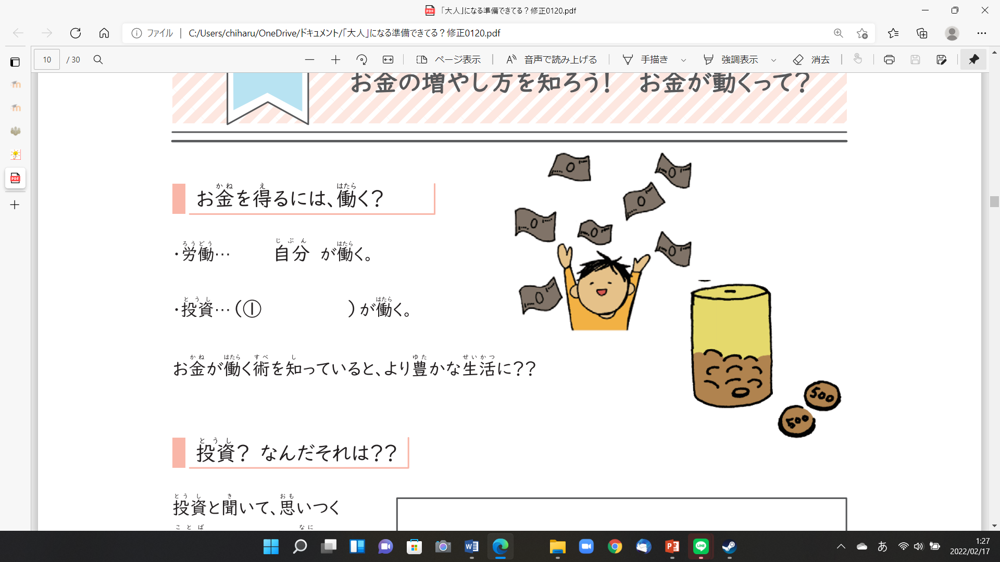 「大人」になる準備できてる？修正0120.pdf
ファイル | C:/Users/chiharu/OneDrive/ドキュメント/「大人」になる準備できてる？修正0120.pdf
10 / 30 ページ表示 音声で読み上げる 手描き 強調表示 消去
お金の増やし方を知ろう！ お金が動くって？
かね え はたら
お金を得るには、働く？
ろうどう じぶん はたら
・労働… 自分 が働く。
とうし はたら
・投資…（① ）が働く。
かね はたら すべ し ゆた せいかつ
お金が働く術を知っていると、より豊かな生活に？？
500
500
とうし
投資？ なんだそれは？？
とうし き おも
投資と聞いて、思いつく
ことば なに
あ 1:27
2022/02/17